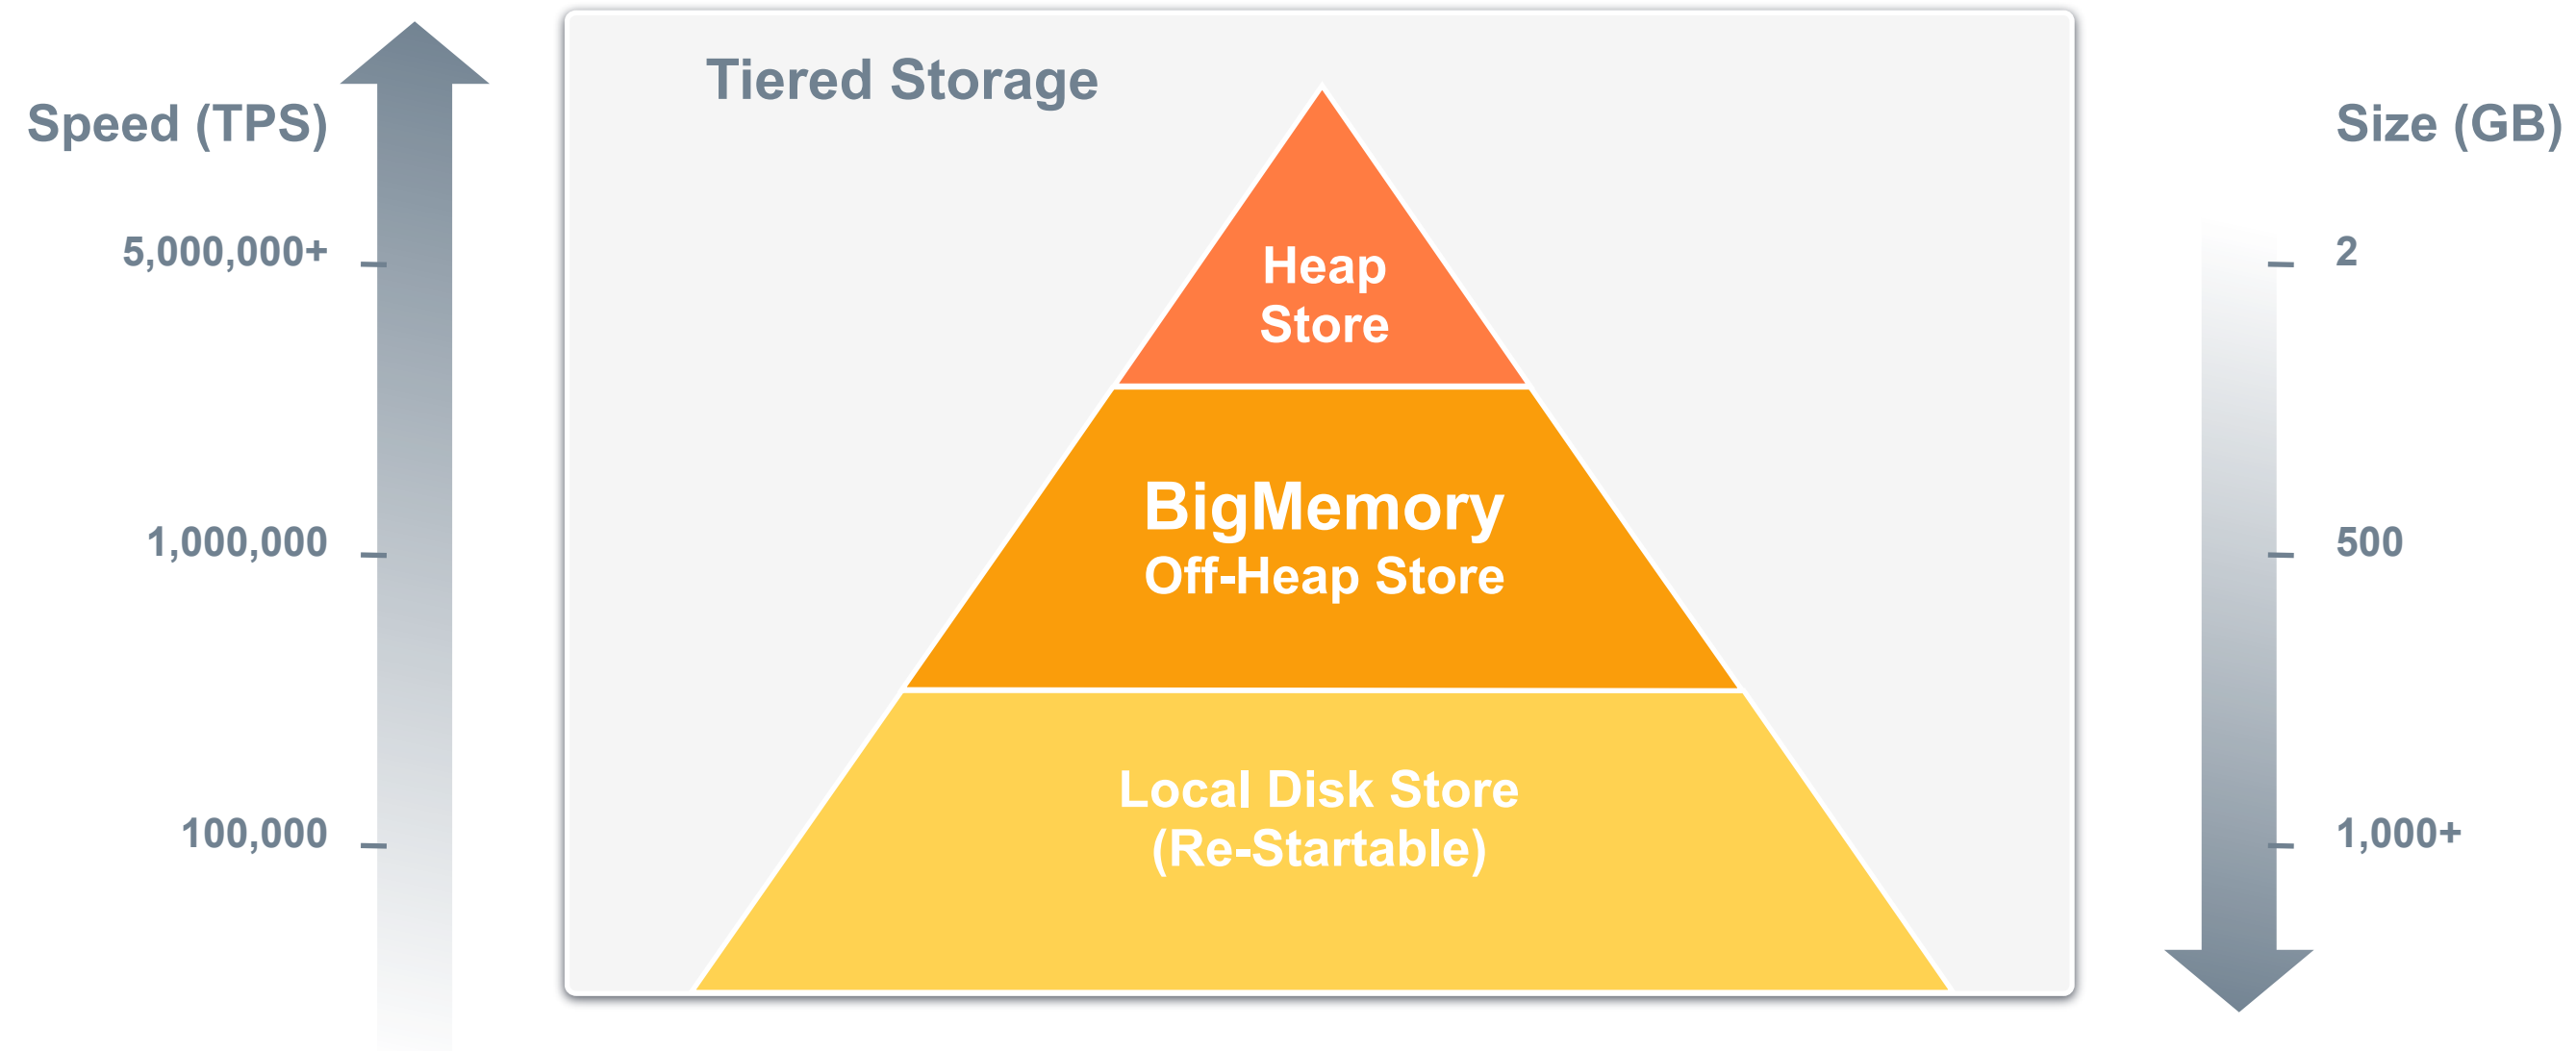 Tiered Storage
Speed (TPS)
5,000,000+
1,000,000
100,000
Heap
Store
BigMemory
Off-Heap Store
Local Disk Store
(Re-Startable)
Size (GB)
2
500
1,000+